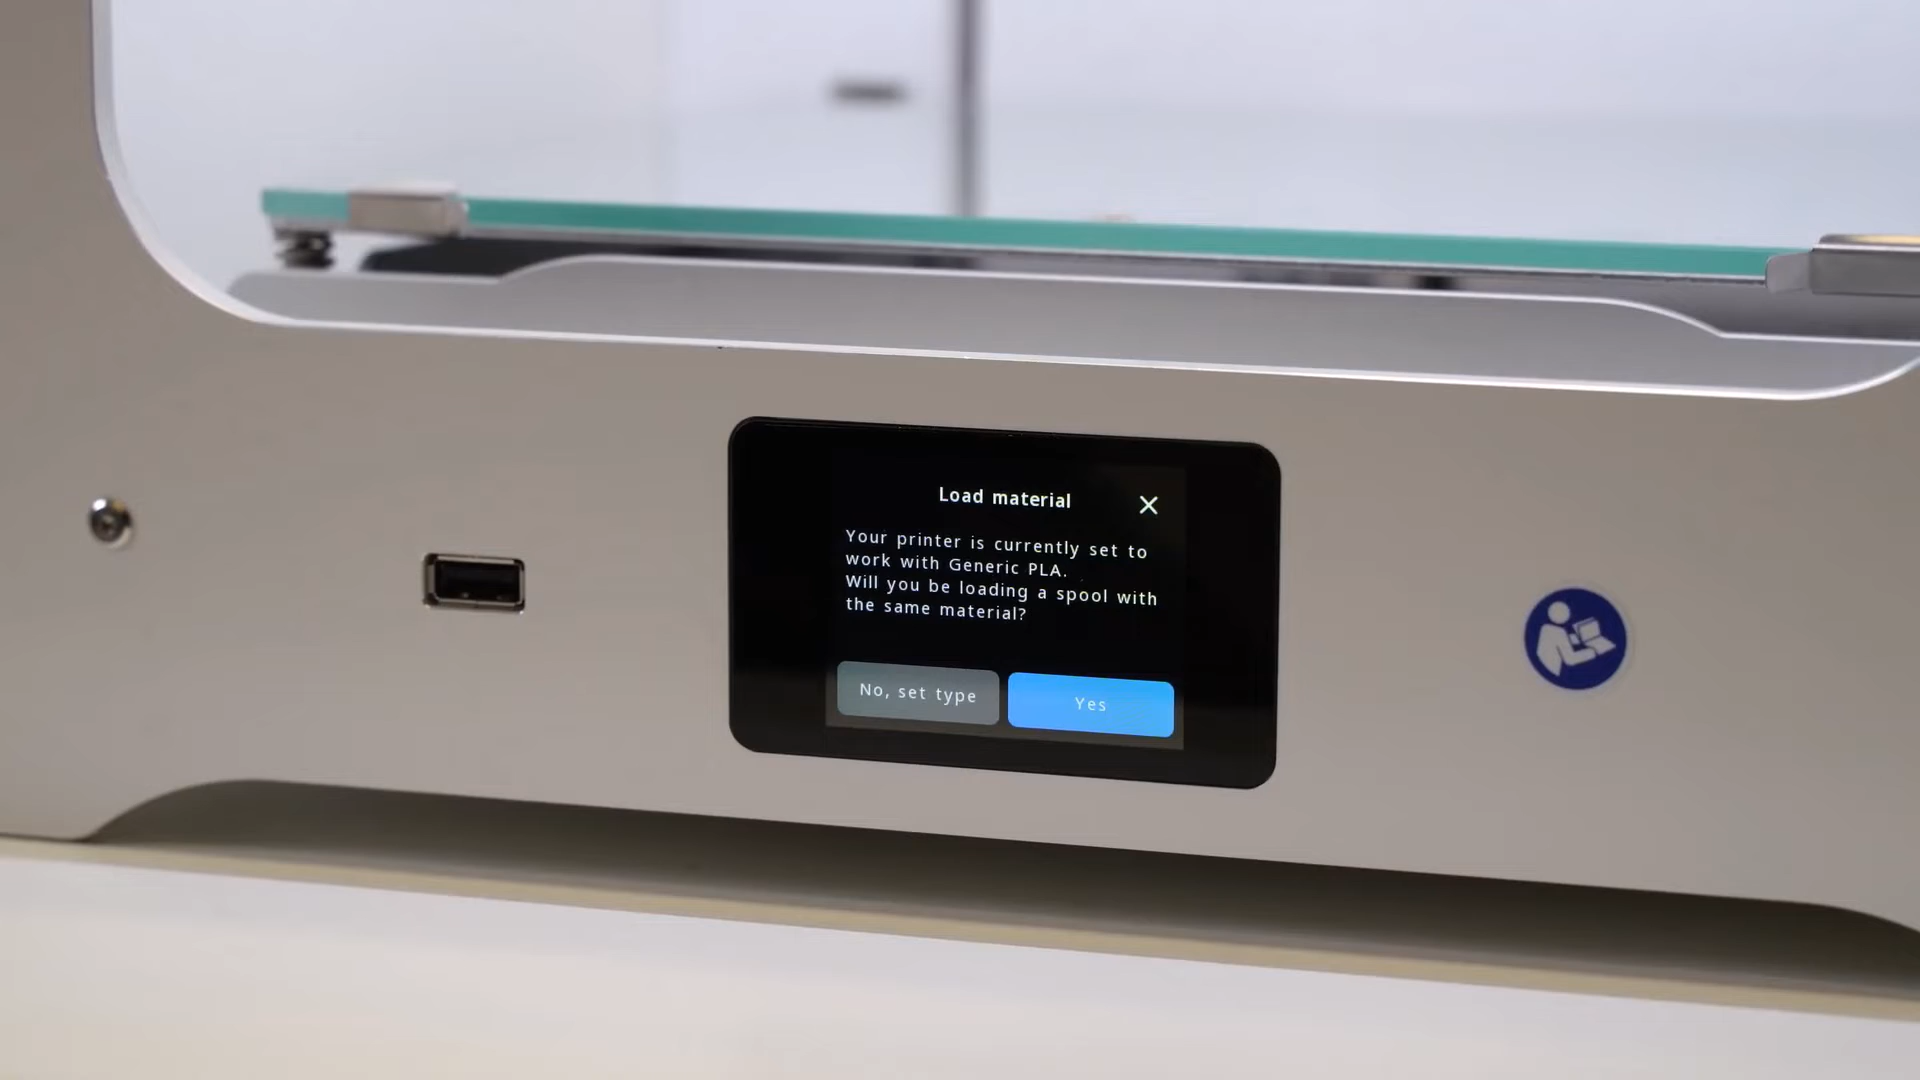 Load material
Your printer is currently set to
work with Generic PLA.
Will you be loading a spool with
the same material?
No, set type
Yes